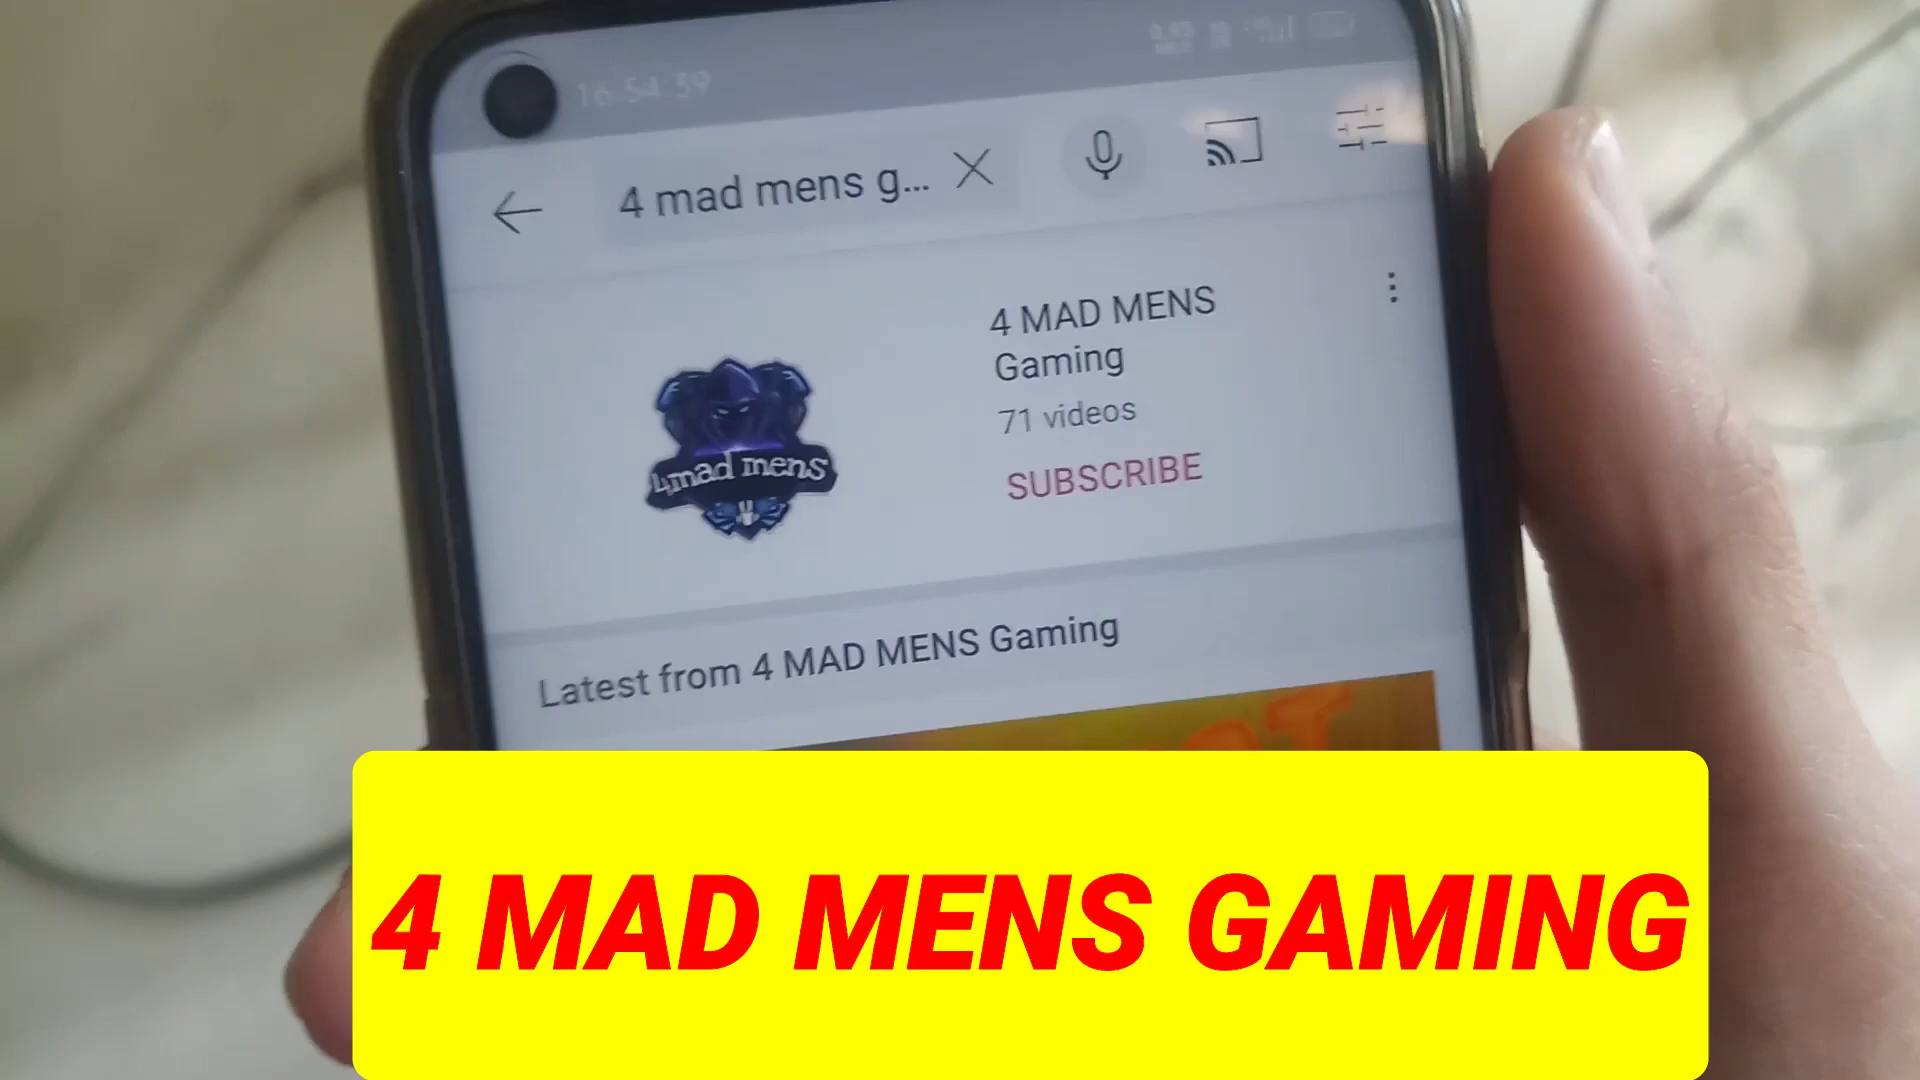 16:54:39
4 mad mens g...
4 MAD MENS
Gaming
71 videos
SUBSCRIBE
4mad mens
Latest from 4 MAD MENS Gaming
4 MAD MENS GAMING